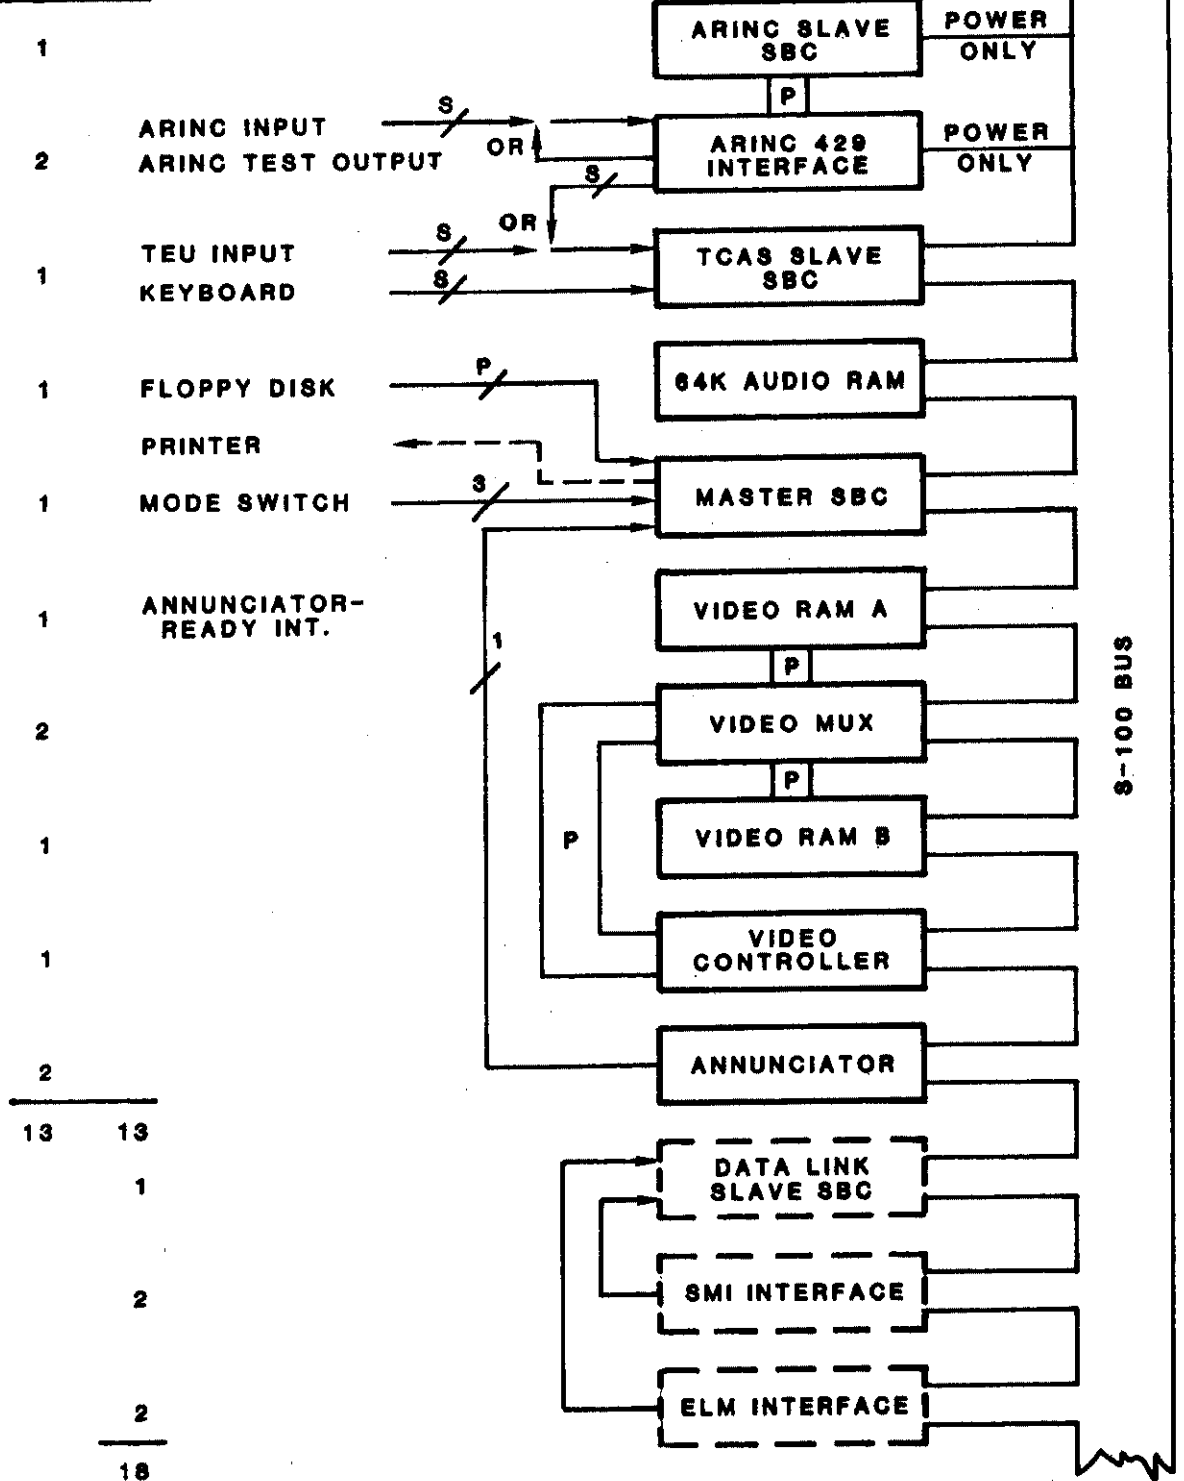 1
ARINC SLAVE
SBC
POWER
ONLY
P
ARINC INPUT
S
2
ARINC TEST OUTPUT
OR
ARINC 429
INTERFACE
POWER
ONLY
S
OR
TEU INPUT
S
1
KEYBOARD
S
TCAS SLAVE
SBC
1
FLOPPY DISK
P
64K AUDIO RAM
PRINTER
1
MODE SWITCH
3
MASTER SBC
1
ANNUNCIATOR-
READY INT.
1
VIDEO RAM A
P
2
VIDEO MUX
S-100 BUS
P
1
P
VIDEO RAM B
1
VIDEO
CONTROLLER
2
ANNUNCIATOR
13 13
1
DATA LINK
SLAVE SBC
2
SMI INTERFACE
2
ELM INTERFACE
18